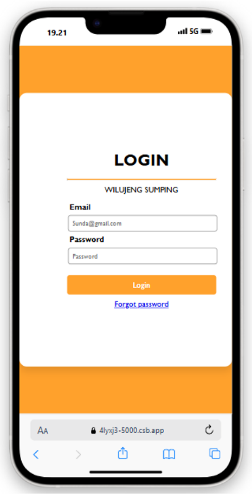 19.21
5G
LOGIN
WILUJENG SUMPING
Email
Sunda@gmail.com
Password
Password
Login
Forgot password
AA
4lyxj3-5000.csb.app